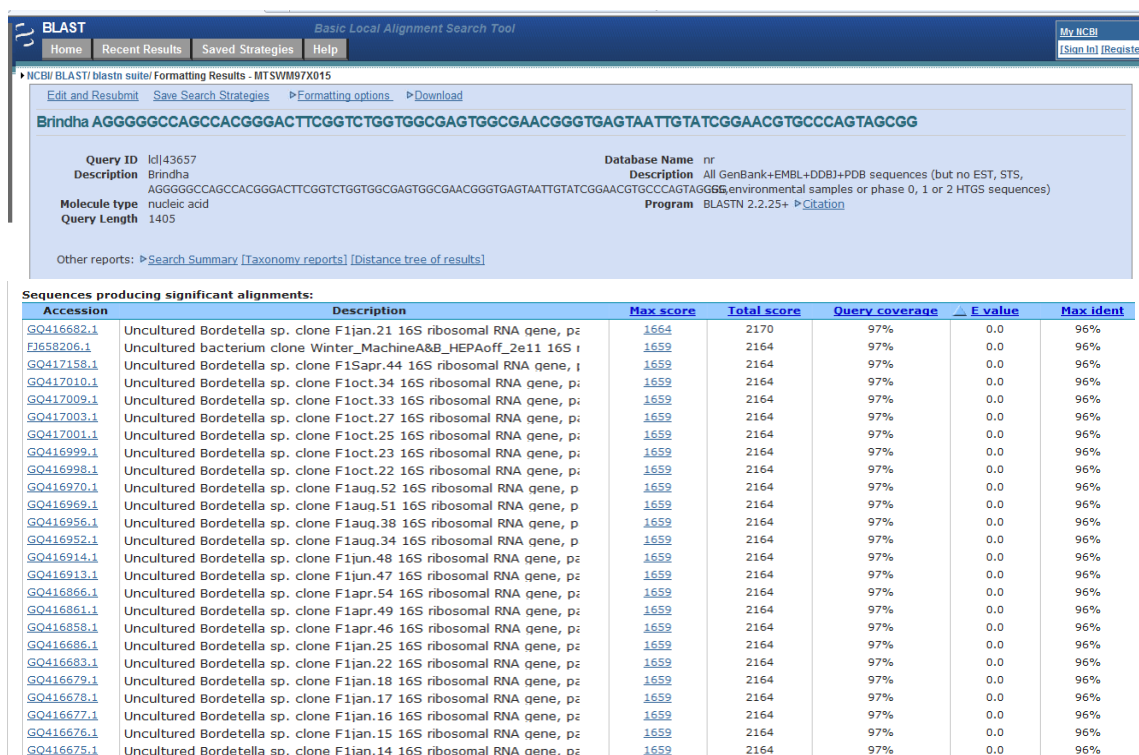 BLAST Basic Local Alignment Search Tool
My NCBI
Home Recent Results Saved Strategies Help
[Sign In] [Registe
NCBI/ BLAST/ blastn suite/ Formatting Results - MTSWM97X015
Edit and Resubmit Save Search Strategies Formatting options Download
Brindha AGGGGGCCAGCCACGGGACTTCGGTCTGGTGGCGAGTGGCGAACGGGTGAGTAATTGTATCGGAACGTGCCCAGTAGCGG
Query ID lcl|43657
Description Brindha
AGGGGGCCAGCCACGGGACTTCGGTCTGGTGGCGAGTGGCGAACGGGTGAGTAATTGTATCGGAACGTGCCCAGTAG
Molecule type nucleic acid
Query Length 1405
Database Name nr
Description All GenBank+EMBL+DDBJ+PDB sequences (but no EST, STS,
environmental samples or phase 0, 1 or 2 HTGS sequences)
Program BLASTN 2.2.25+ Citation
Other reports: Search Summary [Taxonomy reports] [Distance tree of results]
Sequences producing significant alignments:
Accession Description Max score Total score Query coverage E value Max ident
GQ416682.1 Uncultured Bordetella sp. clone F1jan.21 16S ribosomal RNA gene, pa 1664 2170 97% 0.0 96%
FJ658206.1 Uncultured bacterium clone Winter_MachineA&B_HEPAoff_2e11 16S r 1659 2164 97% 0.0 96%
GQ417158.1 Uncultured Bordetella sp. clone F1Sapr.44 16S ribosomal RNA gene, p 1659 2164 97% 0.0 96%
GQ417010.1 Uncultured Bordetella sp. clone F1oct.34 16S ribosomal RNA gene, pa 1659 2164 97% 0.0 96%
GQ417009.1 Uncultured Bordetella sp. clone F1oct.33 16S ribosomal RNA gene, pa 1659 2164 97% 0.0 96%
GQ417003.1 Uncultured Bordetella sp. clone F1oct.27 16S ribosomal RNA gene, pa 1659 2164 97% 0.0 96%
GQ417001.1 Uncultured Bordetella sp. clone F1oct.25 16S ribosomal RNA gene, pa 1659 2164 97% 0.0 96%
GQ416999.1 Uncultured Bordetella sp. clone F1oct.23 16S ribosomal RNA gene, pa 1659 2164 97% 0.0 96%
GQ416998.1 Uncultured Bordetella sp. clone F1oct.22 16S ribosomal RNA gene, pa 1659 2164 97% 0.0 96%
GQ416970.1 Uncultured Bordetella sp. clone F1aug.52 16S ribosomal RNA gene, p 1659 2164 97% 0.0 96%
GQ416969.1 Uncultured Bordetella sp. clone F1aug.51 16S ribosomal RNA gene, p 1659 2164 97% 0.0 96%
GQ416956.1 Uncultured Bordetella sp. clone F1aug.38 16S ribosomal RNA gene, p 1659 2164 97% 0.0 96%
GQ416952.1 Uncultured Bordetella sp. clone F1aug.34 16S ribosomal RNA gene, p 1659 2164 97% 0.0 96%
GQ416914.1 Uncultured Bordetella sp. clone F1jun.48 16S ribosomal RNA gene, pa 1659 2164 97% 0.0 96%
GQ416913.1 Uncultured Bordetella sp. clone F1jun.47 16S ribosomal RNA gene, pa 1659 2164 97% 0.0 96%
GQ416866.1 Uncultured Bordetella sp. clone F1apr.54 16S ribosomal RNA gene, pa 1659 2164 97% 0.0 96%
GQ416861.1 Uncultured Bordetella sp. clone F1apr.49 16S ribosomal RNA gene, pa 1659 2164 97% 0.0 96%
GQ416858.1 Uncultured Bordetella sp. clone F1apr.46 16S ribosomal RNA gene, pa 1659 2164 97% 0.0 96%
GQ416686.1 Uncultured Bordetella sp. clone F1jan.25 16S ribosomal RNA gene, pa 1659 2164 97% 0.0 96%
GQ416683.1 Uncultured Bordetella sp. clone F1jan.22 16S ribosomal RNA gene, pa 1659 2164 97% 0.0 96%
GQ416679.1 Uncultured Bordetella sp. clone F1jan.18 16S ribosomal RNA gene, pa 1659 2164 97% 0.0 96%
GQ416678.1 Uncultured Bordetella sp. clone F1jan.17 16S ribosomal RNA gene, pa 1659 2164 97% 0.0 96%
GQ416677.1 Uncultured Bordetella sp. clone F1jan.16 16S ribosomal RNA gene, pa 1659 2164 97% 0.0 96%
GQ416676.1 Uncultured Bordetella sp. clone F1jan.15 16S ribosomal RNA gene, pa 1659 2164 97% 0.0 96%
GQ416675.1 Uncultured Bordetella sp. clone F1jan.14 16S ribosomal RNA gene, pa 1659 2164 97% 0.0 96%